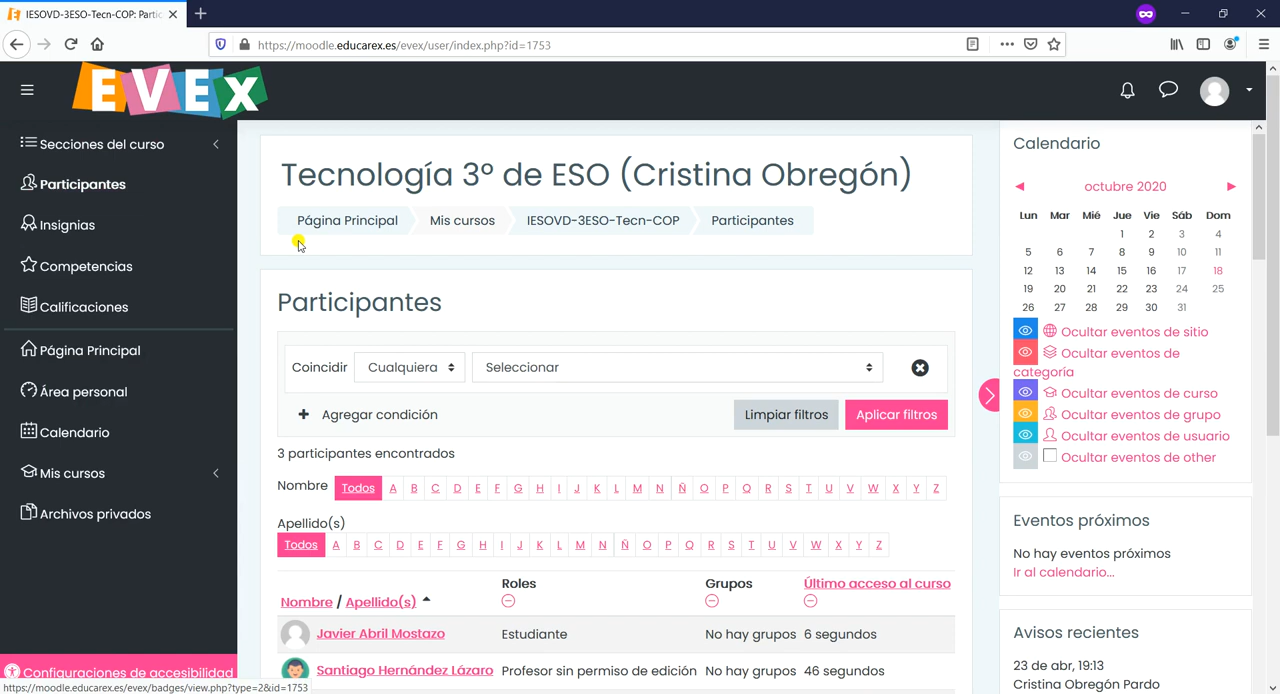 IESOVD-3ESO-Tecn-COP: Partic
https://moodle.educarex.es/evex/user/index.php?id=1753
EVEX
Secciones del curso
Participantes
Insignias
Competencias
Calificaciones
Página Principal
Área personal
Calendario
Mis cursos
Archivos privados
Configuraciones de accesibilidad
https://moodle.educarex.es/evex/badges/view.php?type=2&id=1753
Tecnología 3º de ESO (Cristina Obregón)
Página Principal Mis cursos IESOVD-3ESO-Tecn-COP Participantes
Participantes
Coincidir Cualquiera Seleccionar
Agregar condición Limpiar filtros Aplicar filtros
3 participantes encontrados
Nombre Todos A B C D E F G H I J K L M N Ñ O P Q R S T U V W X Y Z
Apellido(s)
Todos A B C D E F G H I J K L M N Ñ O P Q R S T U V W X Y Z
Nombre / Apellido(s) Roles Grupos Último acceso al curso
Javier Abril Mostazo Estudiante No hay grupos 6 segundos
Santiago Hernández Lázaro Profesor sin permiso de edición No hay grupos 46 segundos
Calendario
octubre 2020
Lun Mar Mié Jue Vie Sáb Dom
1 2 3 4
5 6 7 8 9 10 11
12 13 14 15 16 17 18
19 20 21 22 23 24 25
26 27 28 29 30 31
Ocultar eventos de sitio
Ocultar eventos de
categoría
Ocultar eventos de curso
Ocultar eventos de grupo
Ocultar eventos de usuario
Ocultar eventos de other
Eventos próximos
No hay eventos próximos
Ir al calendario...
Avisos recientes
23 de abr, 19:13
Cristina Obregón Pardo